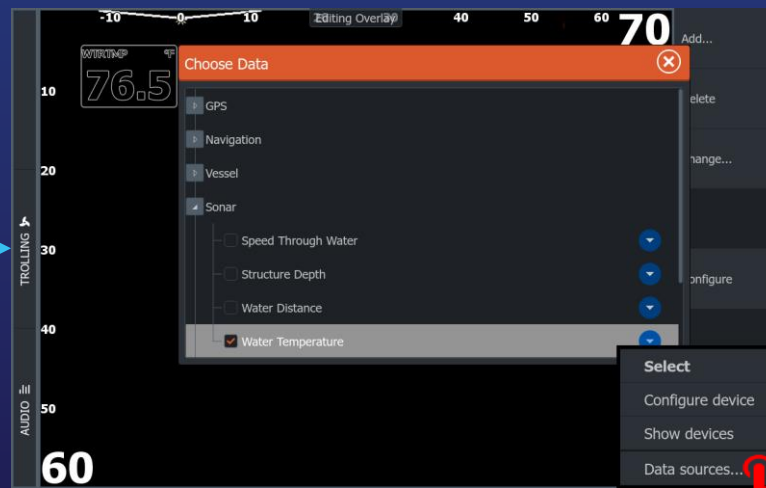 -10 0 10 20 30 40 50 60 70
Editing Overlay
Add...
WTRTMP °F
76.5
Choose Data
10
GPS
elete
Navigation
hange...
Vessel
20
Sonar
TROLLING
Speed Through Water
30
Structure Depth
onfigure
Water Distance
40
Water Temperature
Select
AUDIO
Configure device
50
Show devices
60
Data sources...